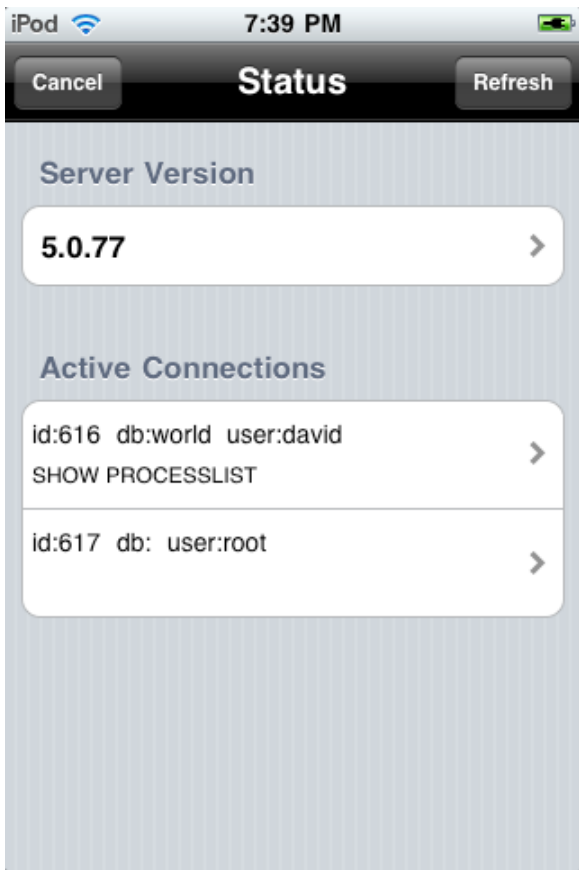 iPod 7:39 PM
Cancel Status Refresh
Server Version
5.0.77
Active Connections
id:616 db:world user:david
SHOW PROCESSLIST
id:617 db: user:root